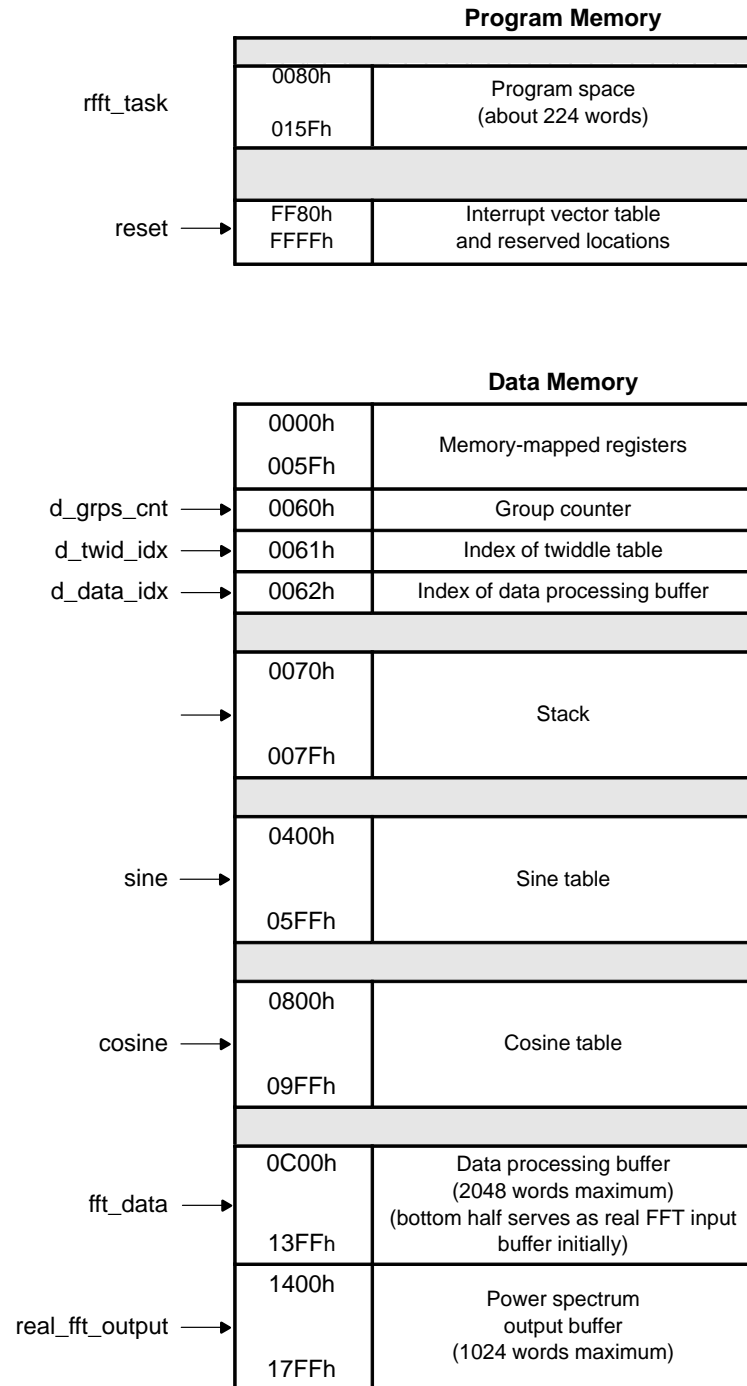 Program Memory
0080h
rfft_task
Program space
(about 224 words)
015Fh
reset
FF80h
FFFFh
Interrupt vector table
and reserved locations
Data Memory
0000h
005Fh
Memory-mapped registers
d_grps_cnt
0060h
Group counter
d_twid_idx
0061h
Index of twiddle table
d_data_idx
0062h
Index of data processing buffer
0070h
007Fh
Stack
sine
0400h
05FFh
Sine table
cosine
0800h
09FFh
Cosine table
fft_data
0C00h
13FFh
Data processing buffer
(2048 words maximum)
(bottom half serves as real FFT input
buffer initially)
real_fft_output
1400h
17FFh
Power spectrum
output buffer
(1024 words maximum)